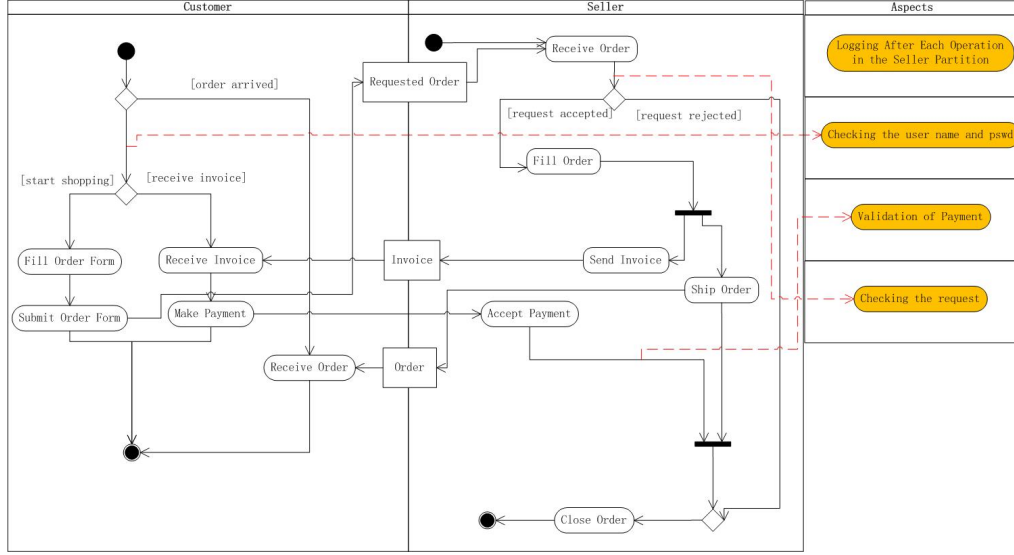 Customer
Seller
Aspects
Receive Order
Logging After Each Operation
in the Seller Partition
Requested Order
[order arrived]
[request accepted]
[request rejected]
Checking the user name and pswd
Fill Order
[start shopping]
[receive invoice]
Validation of Payment
Fill Order Form
Receive Invoice
Invoice
Send Invoice
Ship Order
Checking the request
Submit Order Form
Make Payment
Accept Payment
Receive Order
Order
Close Order